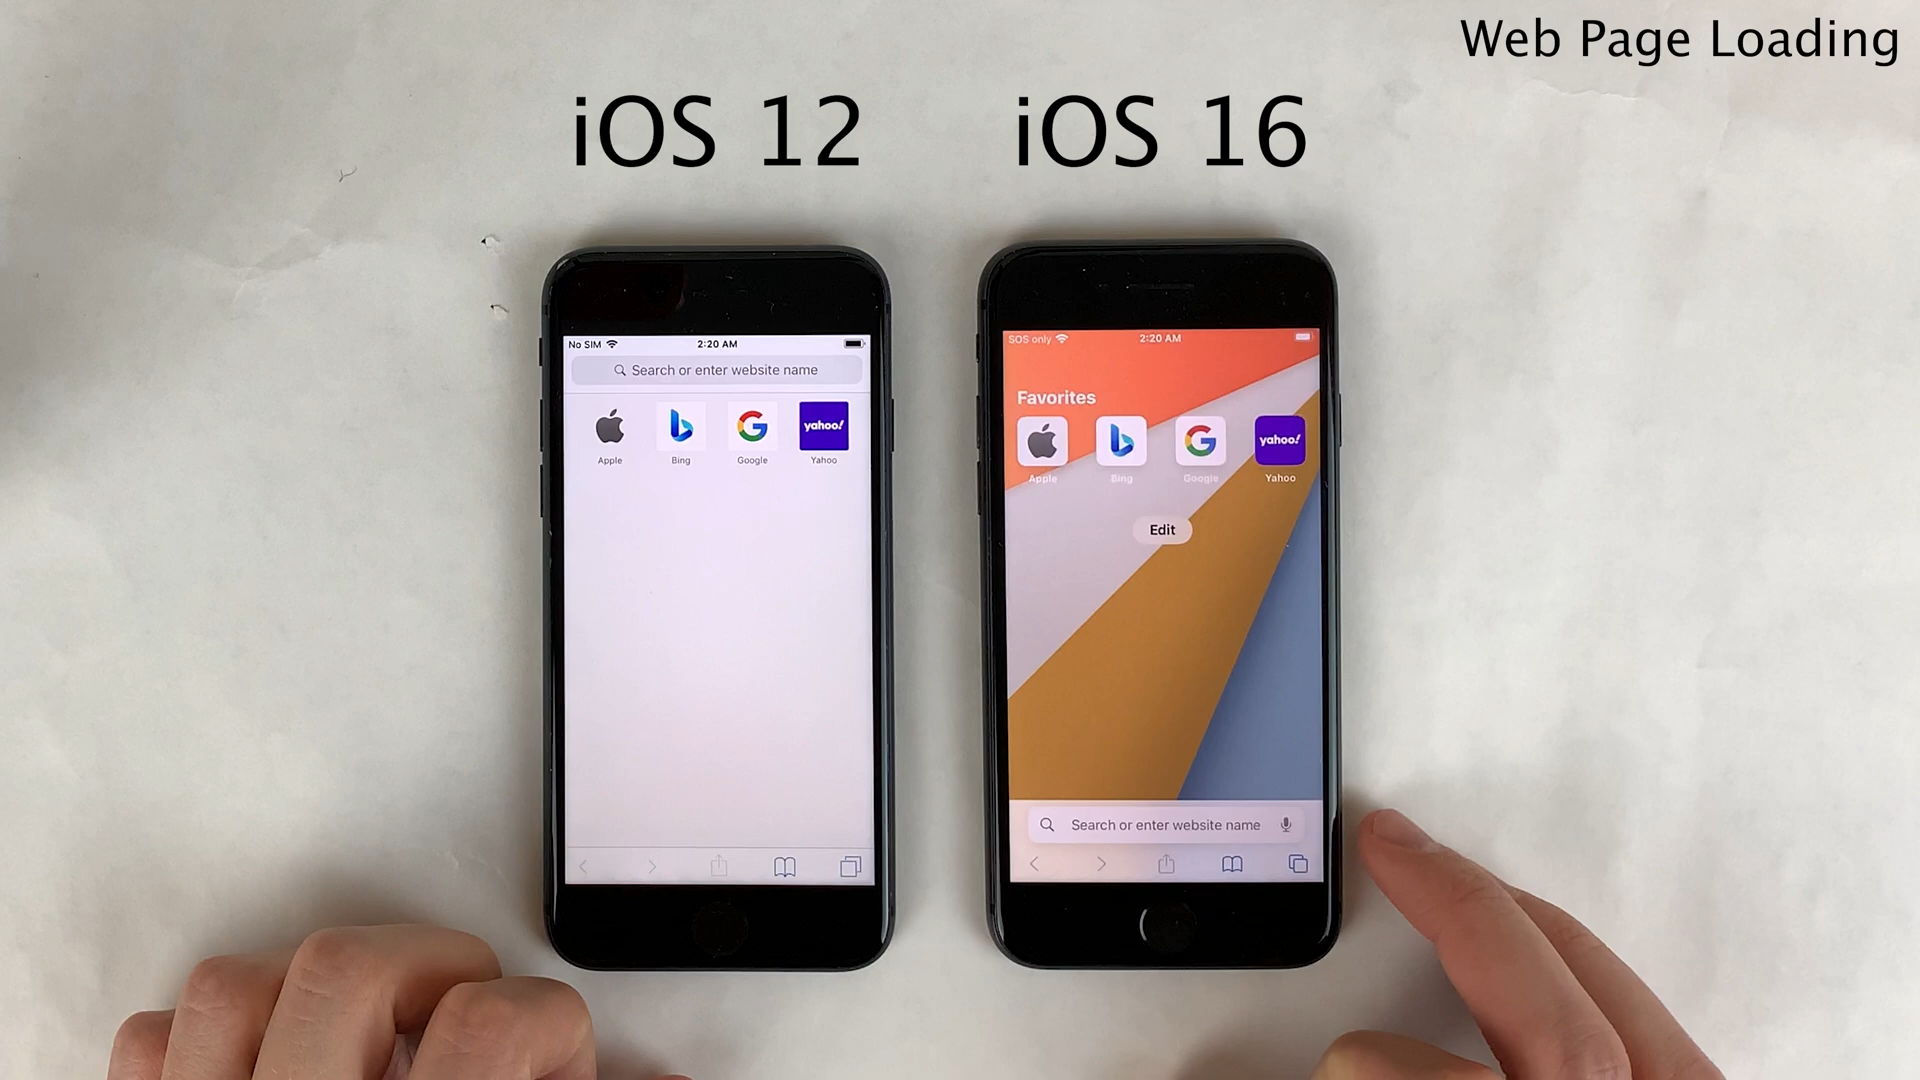 Web Page Loading
iOS 12
iOS 16
No SIM 2:20 AM
Search or enter website name
yahoo!
Apple Bing Google Yahoo
SOS only 2:20 AM
Favorites
yahoo!
Apple Bing Google Yahoo
Edit
Search or enter website name